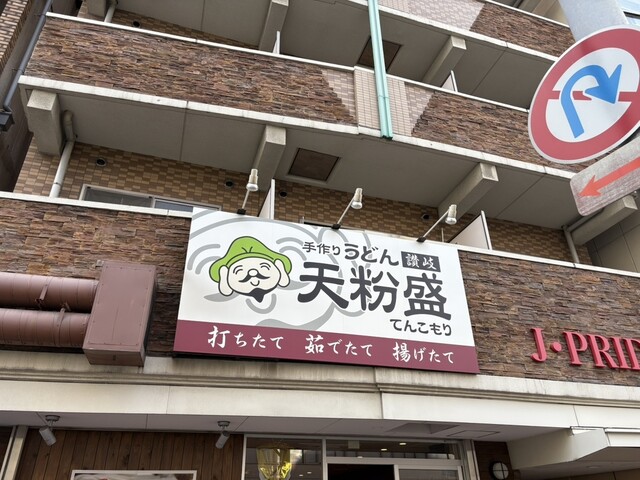 手作りうどん 讃岐
天粉盛
てんこもり
打ちたて 茹でたて 揚げたて
J・PRID